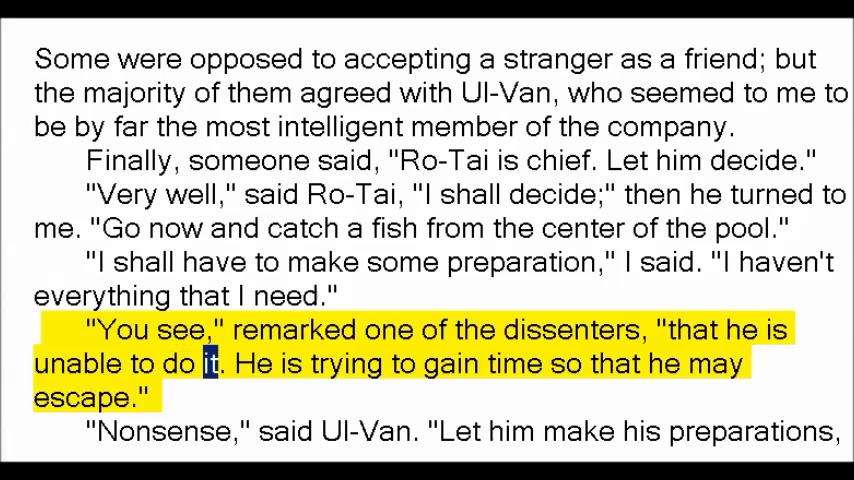 Some were opposed to accepting a stranger as a friend; but
the majority of them agreed with Ul-Van, who seemed to me to
be by far the most intelligent member of the company.
Finally, someone said, "Ro-Tai is chief. Let him decide."
"Very well," said Ro-Tai, "I shall decide;" then he turned to
me. "Go now and catch a fish from the center of the pool."
"I shall have to make some preparation," I said. "I haven't
everything that I need."
"You see," remarked one of the dissenters, "that he is
unable to do it. He is trying to gain time so that he may
escape."
"Nonsense," said Ul-Van. "Let him make his preparations,